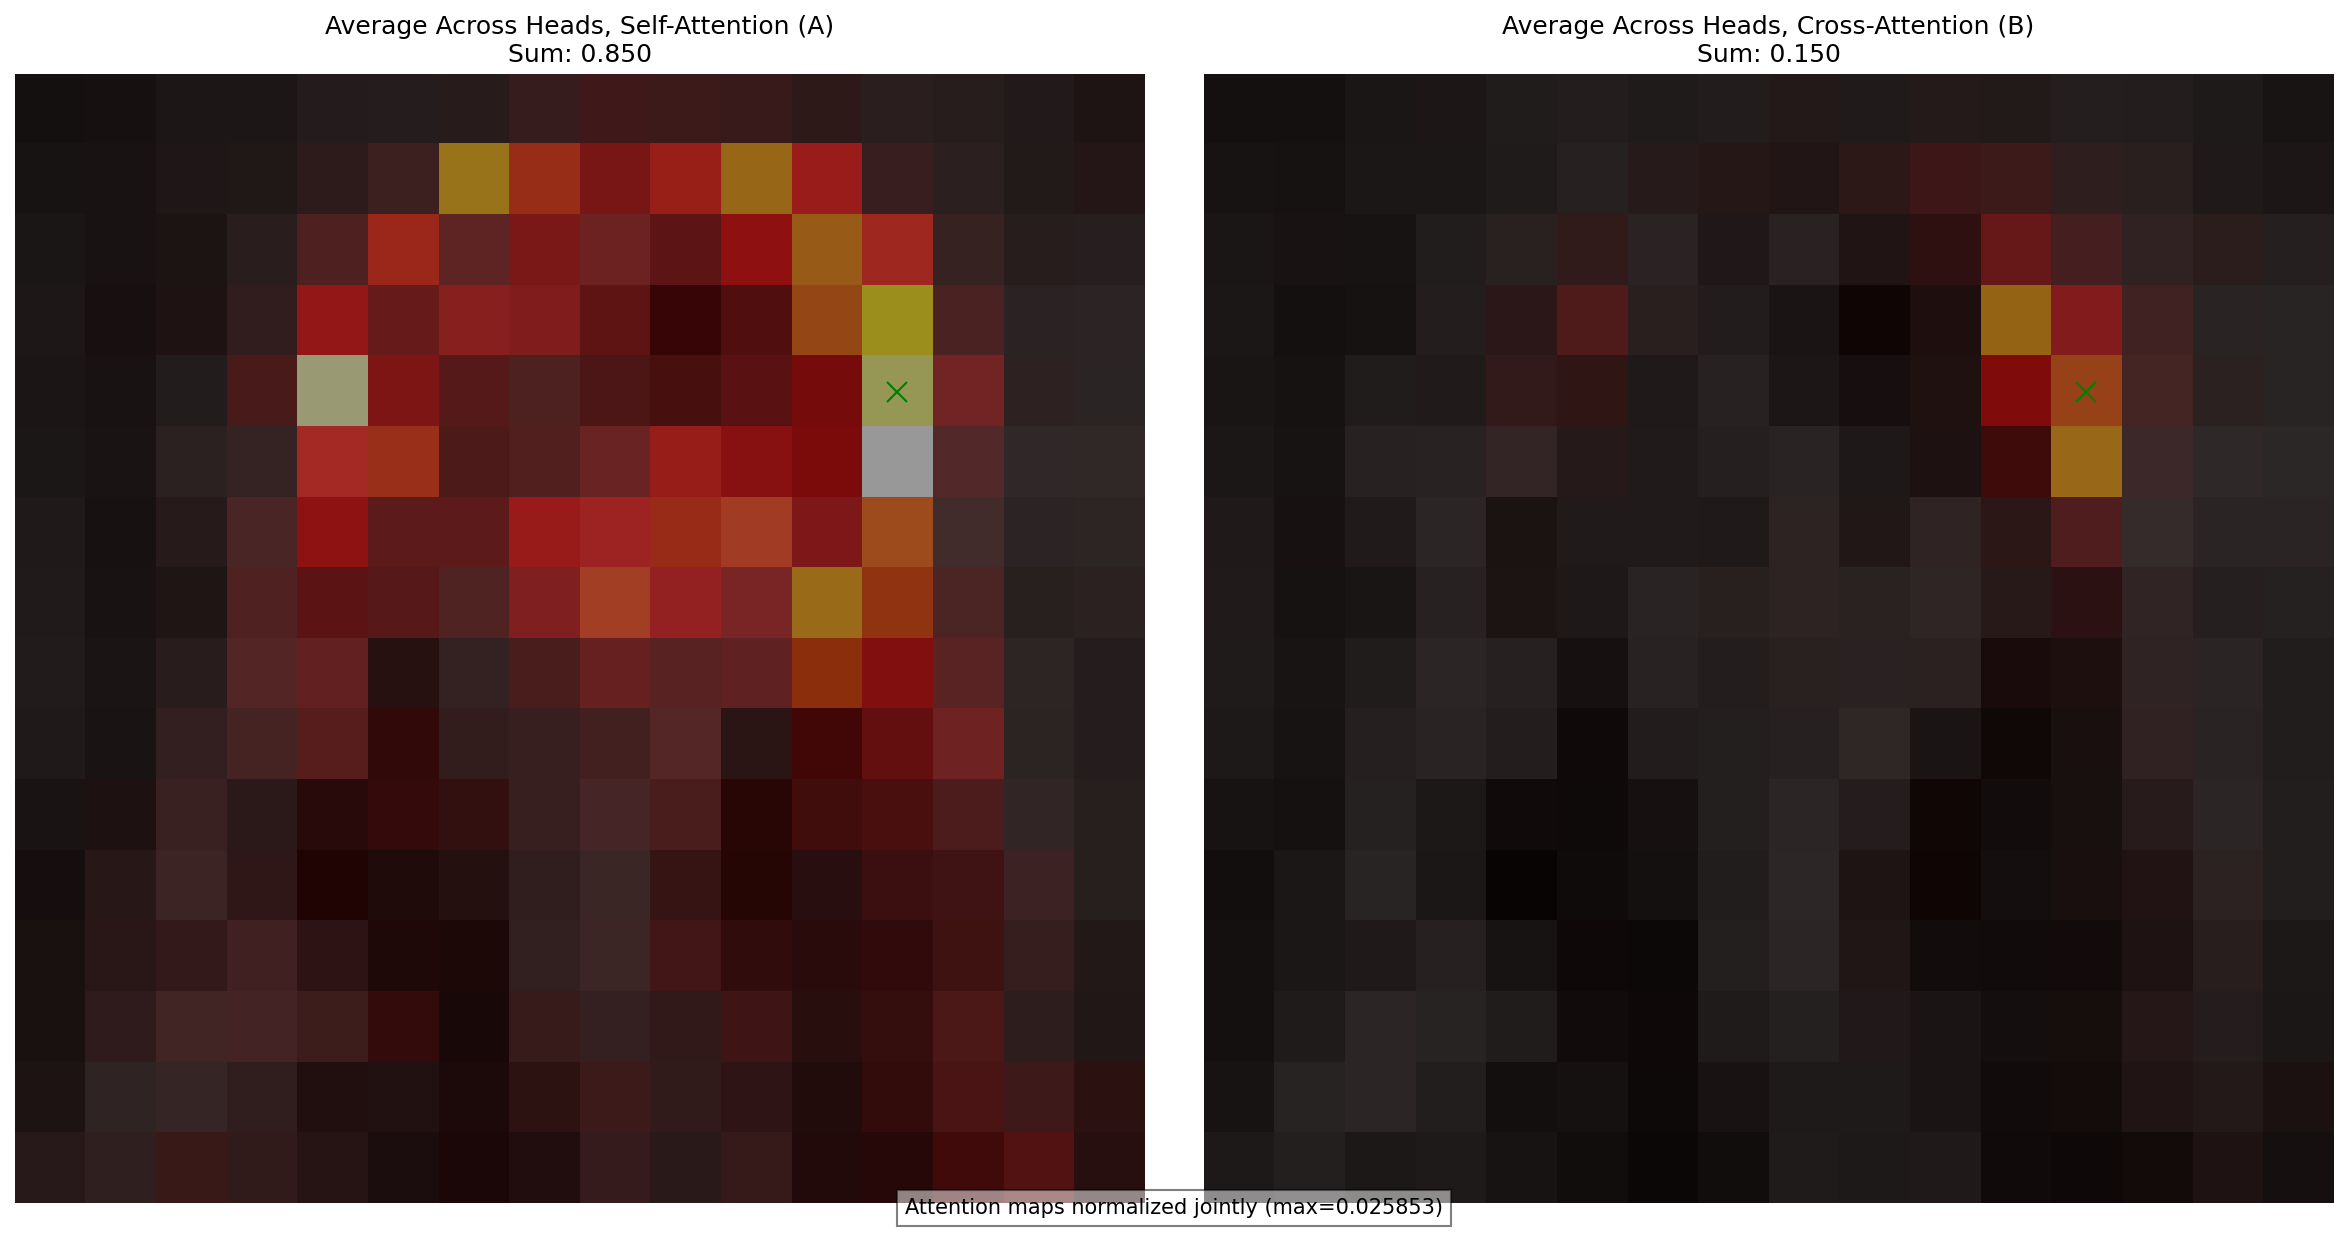 Average Across Heads, Self-Attention (A)
Sum: 0.850
Average Across Heads, Cross-Attention (B)
Sum: 0.150
Attention maps normalized jointly (max=0.025853)